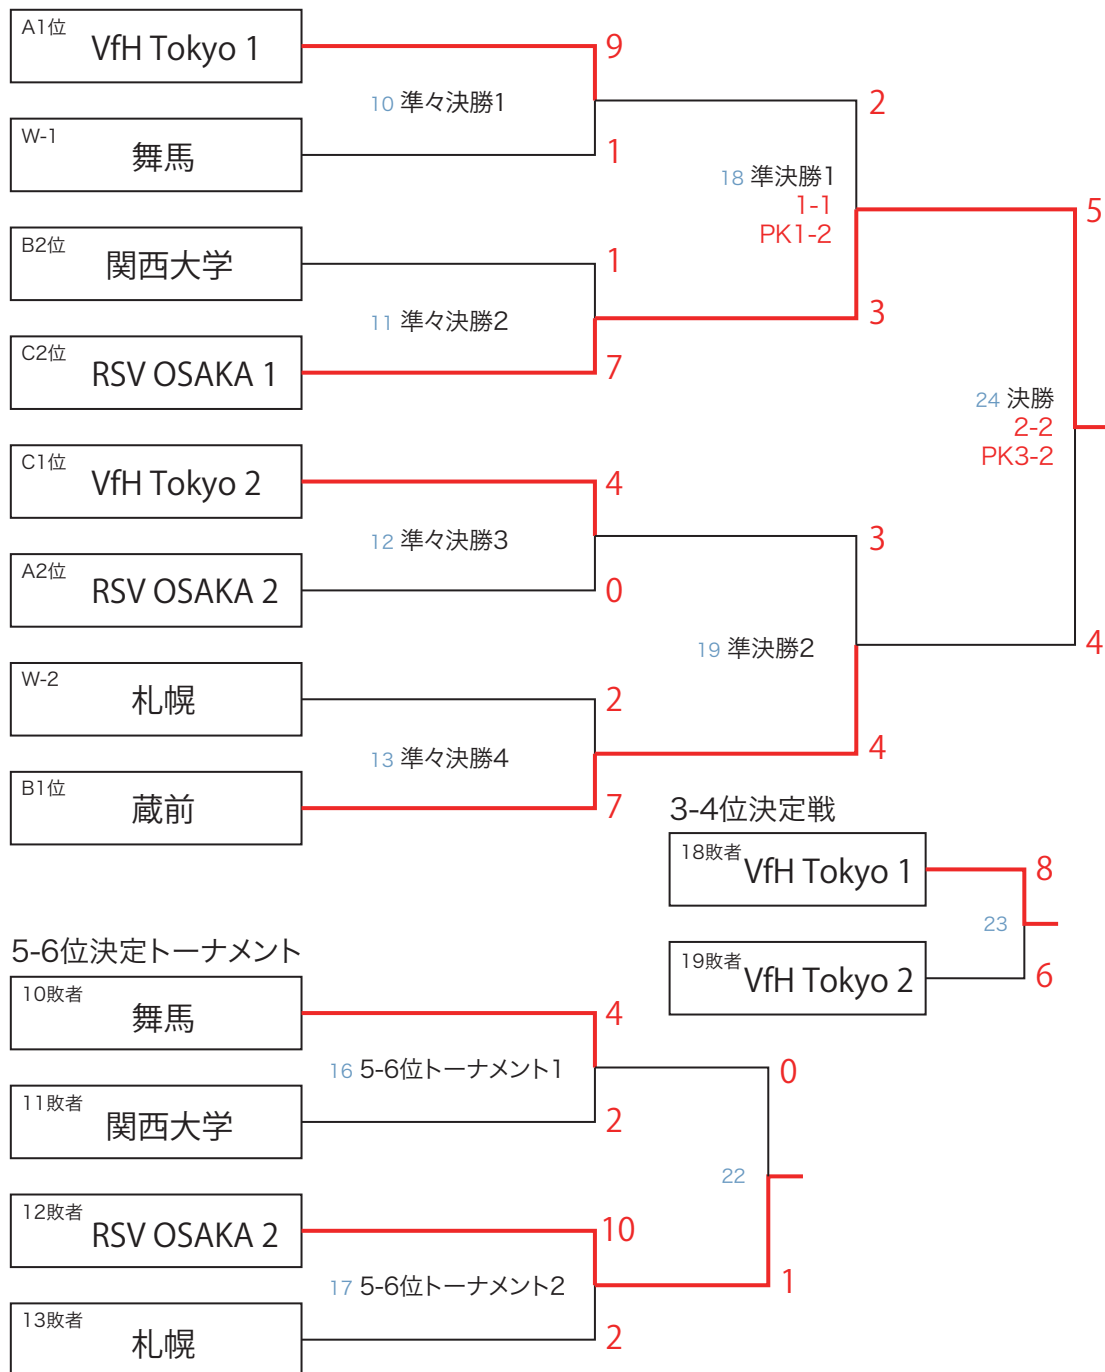 A1位
VfH Tokyo 1
9
10 準々決勝1
2
W-1
舞馬
1
18 準決勝1
1-1
PK1-2
5
B2位
関西大学
1
11 準々決勝2
3
C2位
RSV OSAKA 1
7
24 決勝
2-2
PK3-2
C1位
VfH Tokyo 2
4
12 準々決勝3
3
A2位
RSV OSAKA 2
0
19 準決勝2
4
W-2
札幌
2
13 準々決勝4
4
B1位
蔵前
7
3-4位決定戦
18敗者
VfH Tokyo 1
8
23
19敗者
VfH Tokyo 2
6
5-6位決定トーナメント
10敗者
舞馬
4
16 5-6位トーナメント1
0
11敗者
関西大学
2
22
12敗者
RSV OSAKA 2
10
17 5-6位トーナメント2
1
13敗者
札幌
2